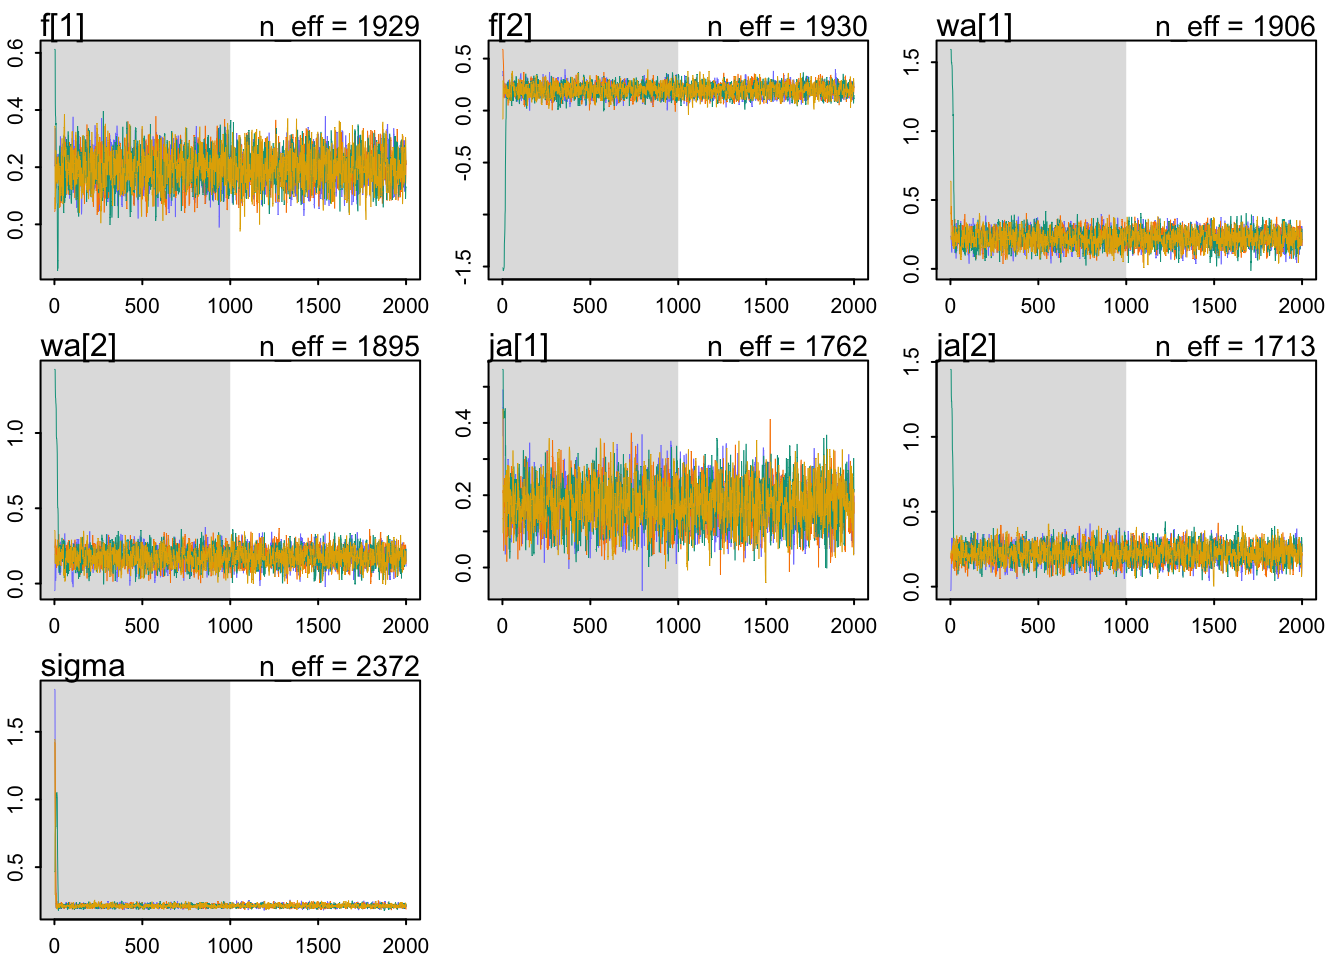 f[1] n_eff = 1929
0.0 0.2 0.4 0.6
0 500 1000 1500 2000
f[2] n_eff = 1930
-1.5 -0.5 0.0 0.5
0 500 1000 1500 2000
wa[1] n_eff = 1906
0.0 0.5 1.0 1.5
0 500 1000 1500 2000
wa[2] n_eff = 1895
0.0 0.5 1.0
0 500 1000 1500 2000
ja[1] n_eff = 1762
0.0 0.2 0.4
0 500 1000 1500 2000
ja[2] n_eff = 1713
0.0 0.5 1.0 1.5
0 500 1000 1500 2000
sigma n_eff = 2372
0.5 1.0 1.5
0 500 1000 1500 2000